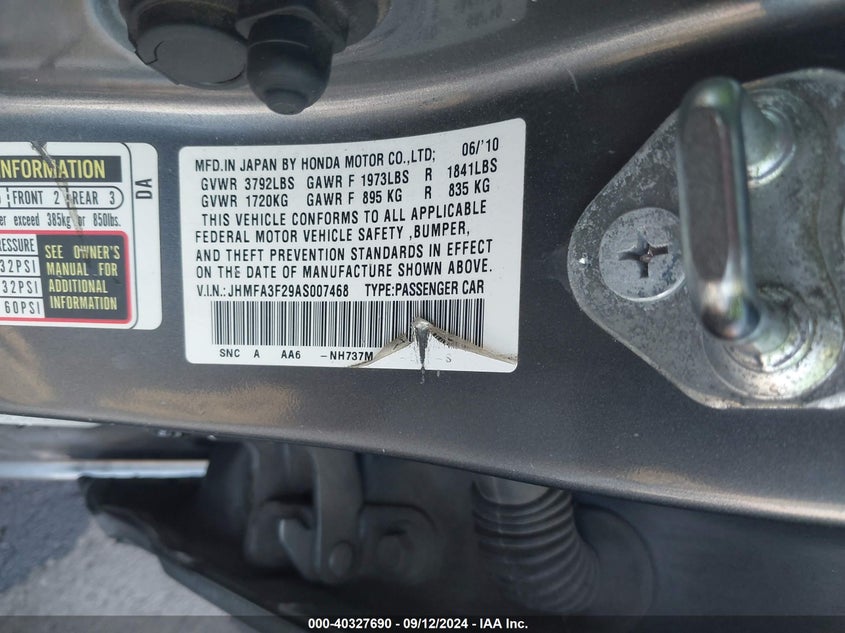 INFORMATION
FRONT 2 REAR 3
exceed 385kg or 850lbs.
DA
PRESSURE
32PSI
32PSI
60PSI
SEE OWNER'S
MANUAL FOR
ADDITIONAL
INFORMATION
MFD.IN JAPAN BY HONDA MOTOR CO.,LTD; 06/'10
GVWR 3792LBS GAWR F 1973LBS R 1841LBS
GVWR 1720KG GAWR F 895 KG R 835 KG
THIS VEHICLE CONFORMS TO ALL APPLICABLE
FEDERAL MOTOR VEHICLE SAFETY ,BUMPER,
AND THEFT PREVENTION STANDARDS IN EFFECT
ON THE DATE OF MANUFACTURE SHOWN ABOVE.
V.I.N.: JHMFA3F29AS007468 TYPE:PASSENGER CAR
SNC A AA6 -NH737M -S
000-40327690 - 09/12/2024 - IAA Inc.